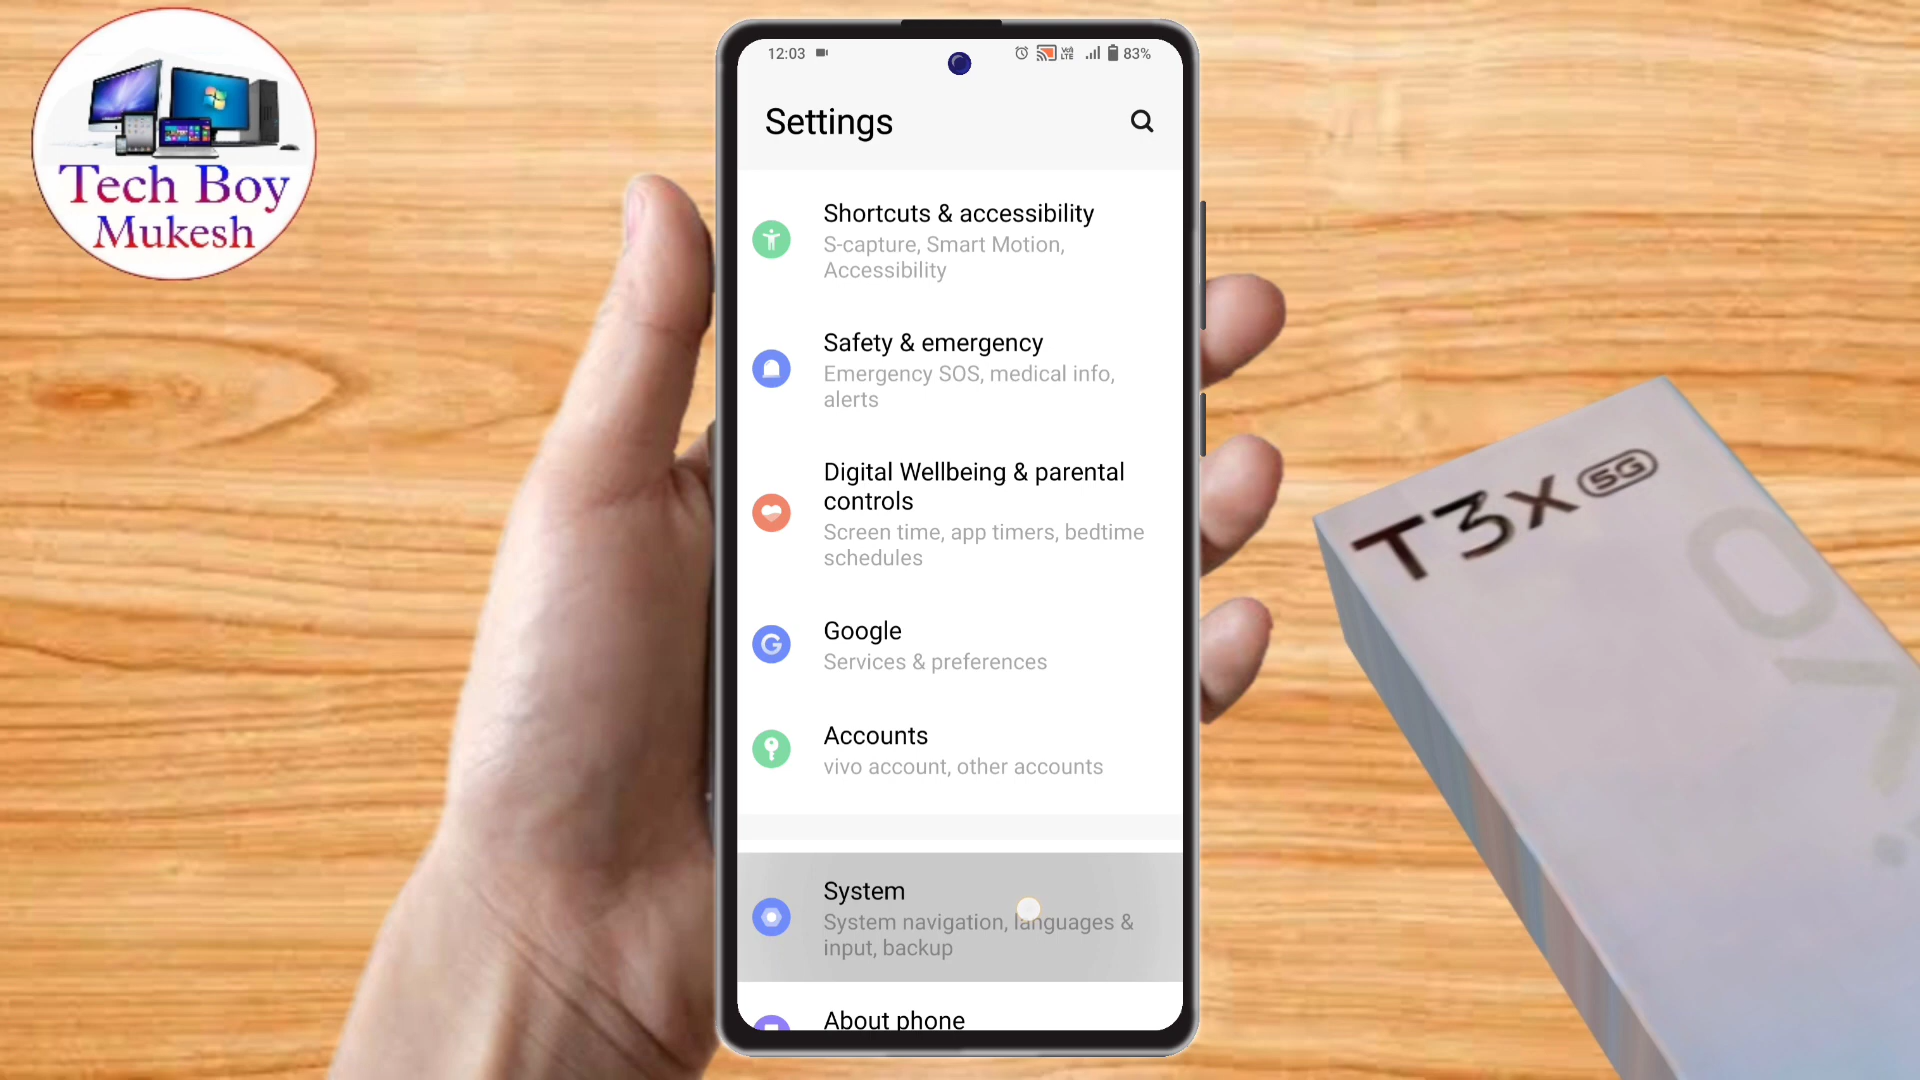 Tech Boy
Mukesh
12:03
83%
Settings
Shortcuts & accessibility
S-capture, Smart Motion,
Accessibility
Safety & emergency
Emergency SOS, medical info,
alerts
Digital Wellbeing & parental
controls
Screen time, app timers, bedtime
schedules
Google
Services & preferences
Accounts
vivo account, other accounts
System
System navigation, languages &
input, backup
About phone
T3x 5G